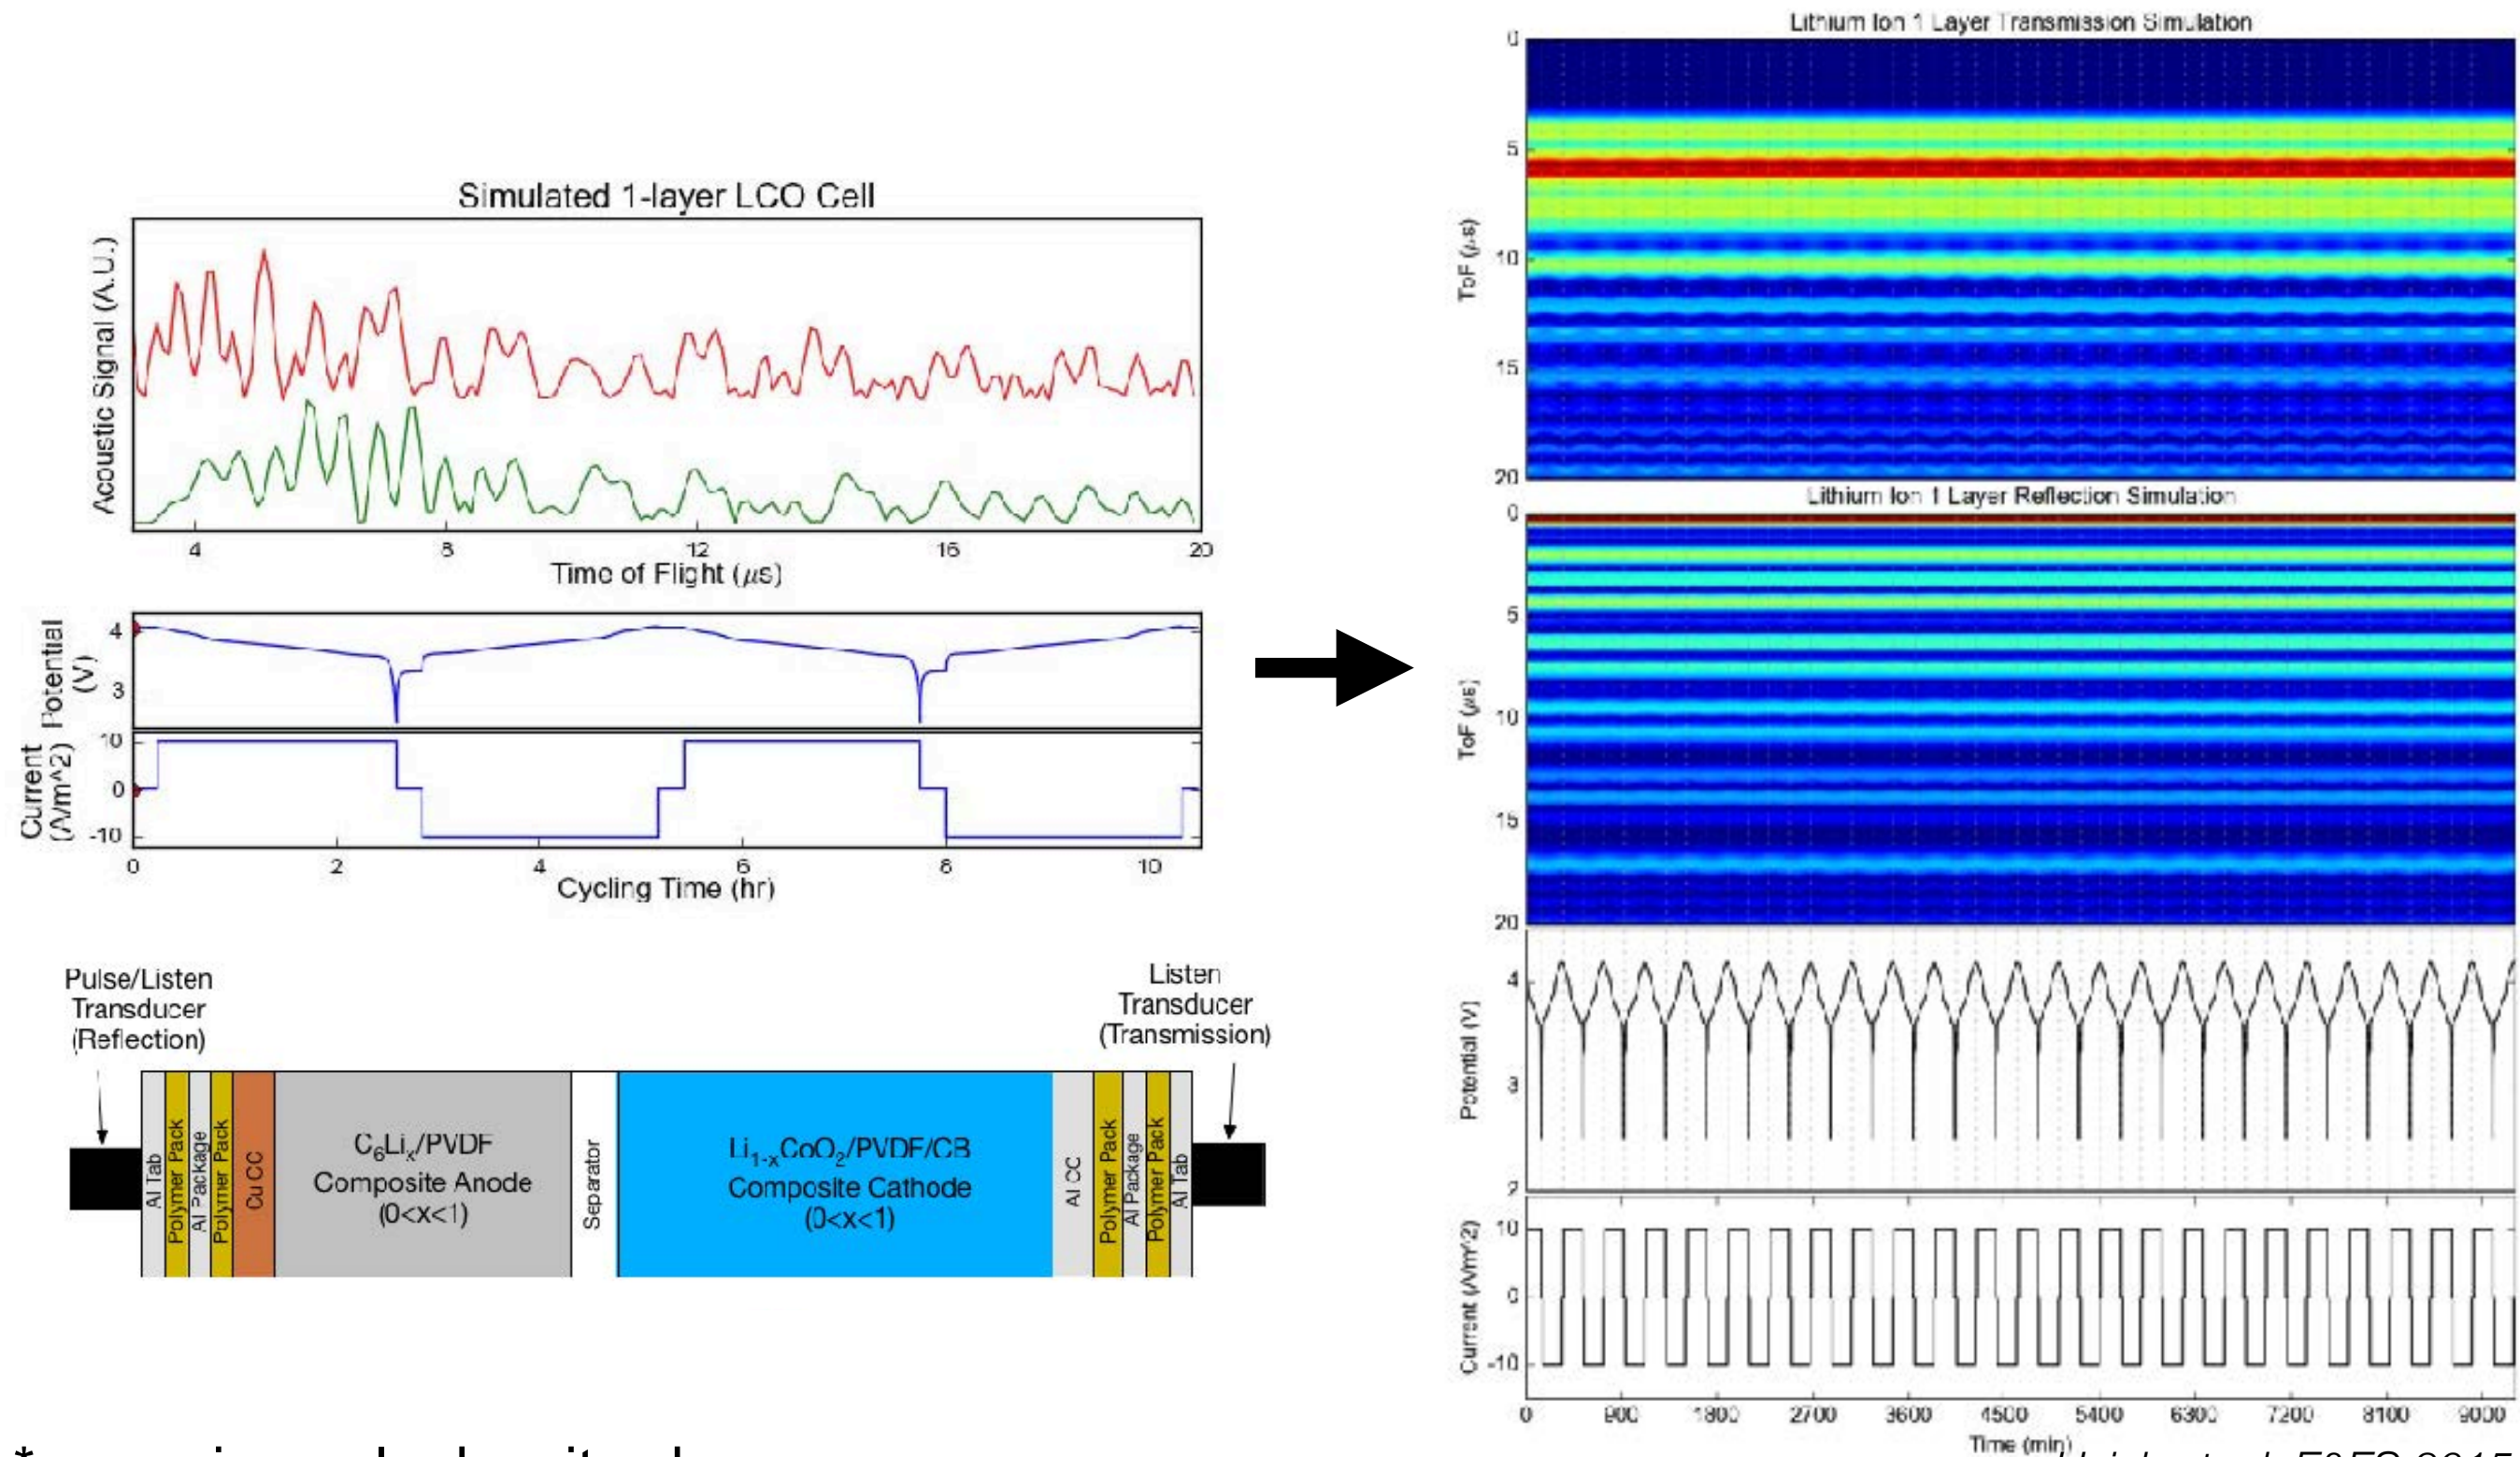 Simulated 1-layer LCO Cell
Acoustic Signal (A.U.)
4 8 12 16 20
Time of Flight (μs)
Potential
(V)
4
3
Current
(A/m^2)
10
0
-10
0 2 4 6 8 10
Cycling Time (hr)
Pulse/Listen
Transducer
(Reflection)
Listen
Transducer
(Transmission)
Al Tab
Polymer Pack
Al Package
Polymer Pack
Cu CC
C6Lix/PVDF
Composite Anode
(0<x<1)
Separator
Li1-xCoO2/PVDF/CB
Composite Cathode
(0<x<1)
Al CC
Polymer Pack
Al Package
Polymer Pack
Al Tab
Lithium Ion 1 Layer Transmission Simulation
ToF (μs)
0
5
10
15
20
Lithium Ion 1 Layer Reflection Simulation
ToF (μs)
0
5
10
15
20
Potential (V)
4
3
2
Current (A/m^2)
10
0
-10
0 900 1800 2700 3600 4500 5400 6300 7200 8100 9000
Time (min)